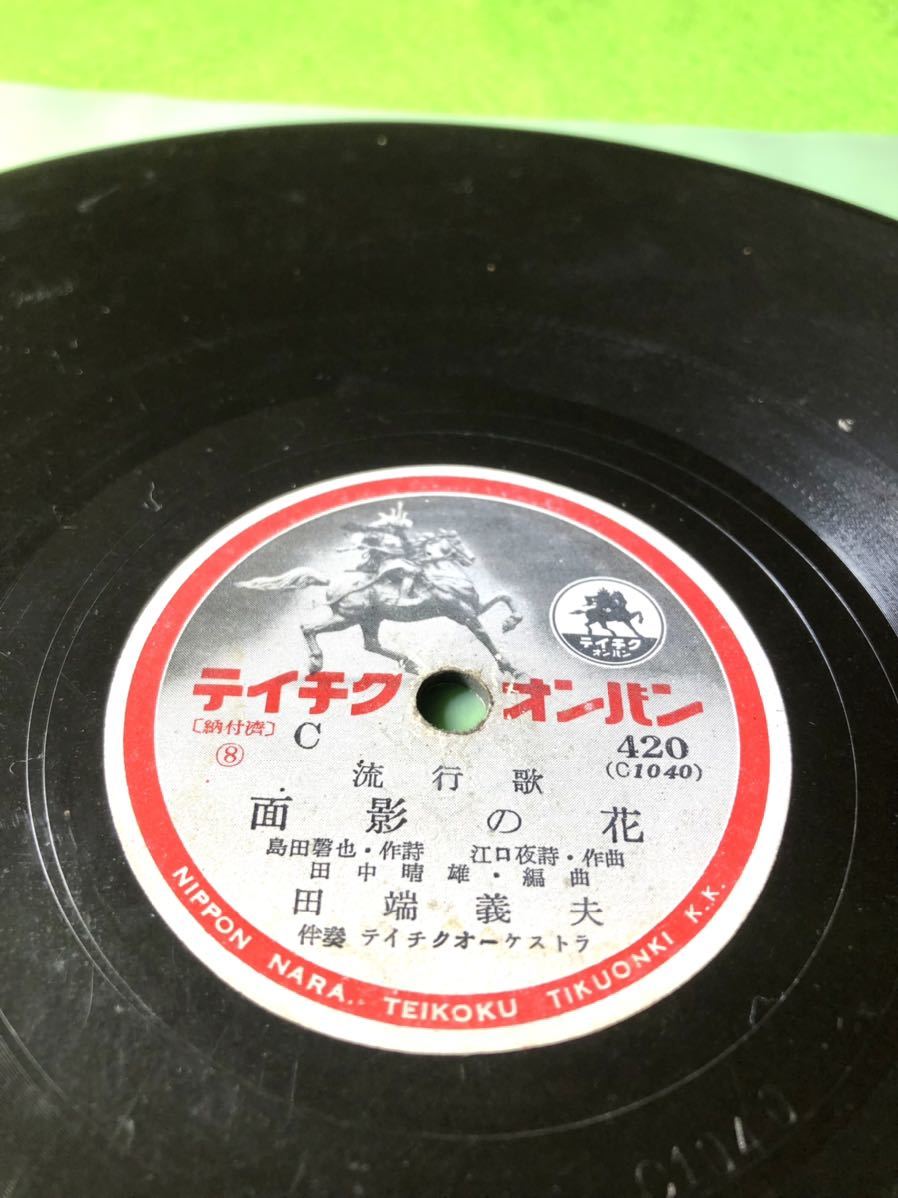 テイチク
オンバン
テイチク オンバン
〔納付済〕 C 420
⑧ (C1040)
流行歌
面影の花
島田磬也・作詩 江口夜詩・作曲
田中晴雄・編曲
田端義夫
伴奏 テイチクオーケストラ
NIPPON NARA. TEIKOKU TIKUONKI K.K.